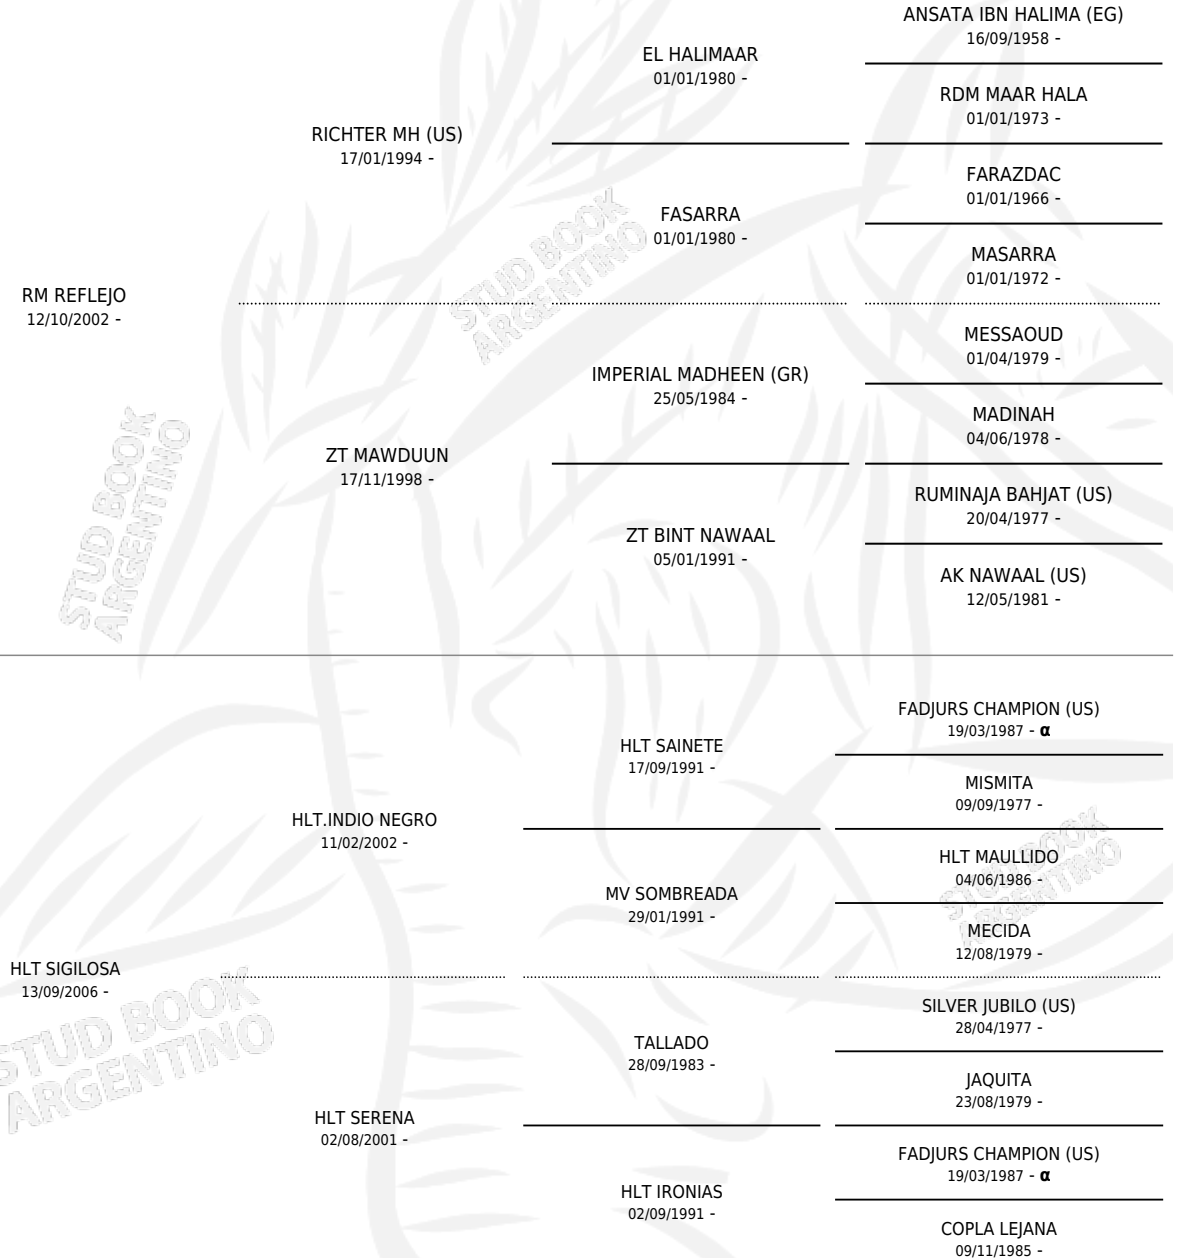 ANSATA IBN HALIMA (EG)
16/09/1958 -
EL HALIMAAR
01/01/1980 -
RDM MAAR HALA
01/01/1973 -
RICHTER MH (US)
17/01/1994 -
FARAZDAC
01/01/1966 -
FASARRA
01/01/1980 -
MASARRA
01/01/1972 -
RM REFLEJO
12/10/2002 -
MESSAOUD
01/04/1979 -
IMPERIAL MADHEEN (GR)
25/05/1984 -
MADINAH
04/06/1978 -
ZT MAWDUUN
17/11/1998 -
RUMINAJA BAHJAT (US)
20/04/1977 -
ZT BINT NAWAAL
05/01/1991 -
AK NAWAAL (US)
12/05/1981 -
STUD BOOK
ARGENTINO
STUD BOOK
ARGENTINO
FADJURS CHAMPION (US)
19/03/1987 - α
HLT SAINETE
17/09/1991 -
MISMITA
09/09/1977 -
HLT.INDIO NEGRO
11/02/2002 -
HLT MAULLIDO
04/06/1986 -
MV SOMBREADA
29/01/1991 -
MECIDA
12/08/1979 -
HLT SIGILOSA
13/09/2006 -
SILVER JUBILO (US)
28/04/1977 -
TALLADO
28/09/1983 -
JAQUITA
23/08/1979 -
HLT SERENA
02/08/2001 -
FADJURS CHAMPION (US)
19/03/1987 - α
HLT IRONIAS
02/09/1991 -
COPLA LEJANA
09/11/1985 -
STUD BOOK
ARGENTINO
STUD BOOK
ARGENTINO